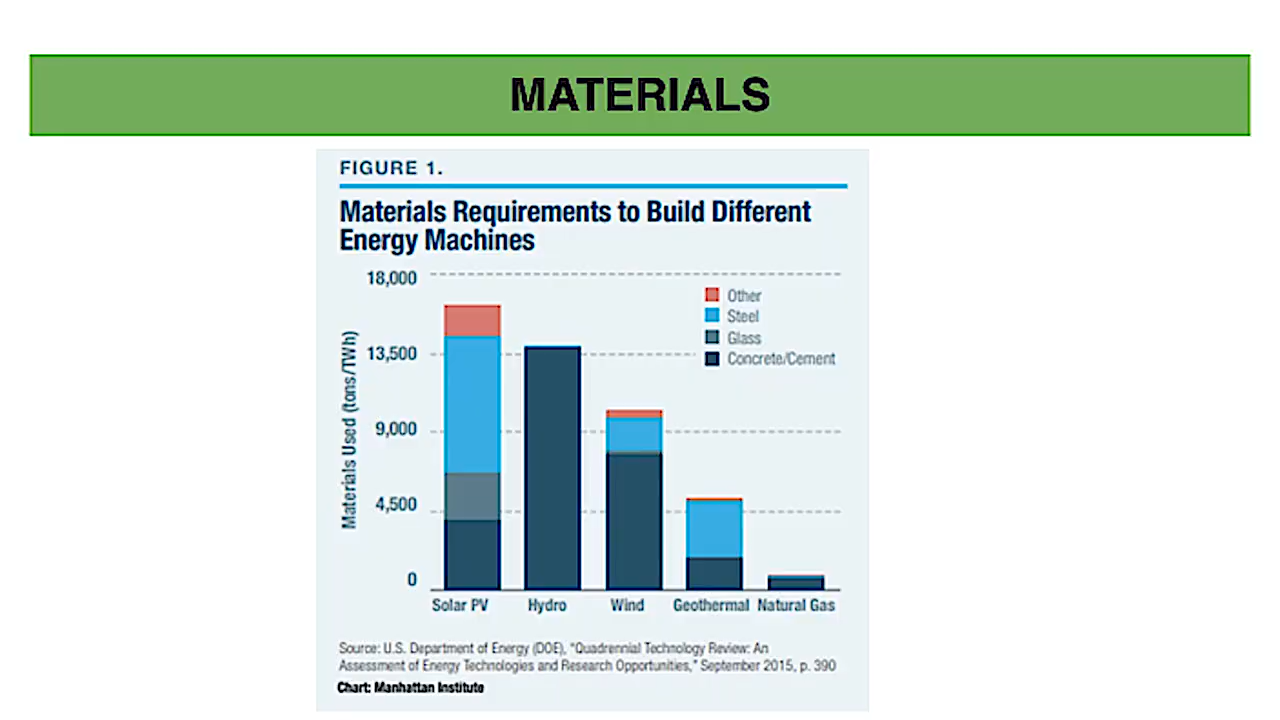 MATERIALS
FIGURE 1.
Materials Requirements to Build Different
Energy Machines
18,000
13,500
9,000
4,500
0
Materials Used (tons/TWh)
Other
Steel
Glass
Concrete/Cement
Solar PV
Hydro
Wind
Geothermal
Natural Gas
Source: U.S. Department of Energy (DOE), "Quadrennial Technology Review: An
Assessment of Energy Technologies and Research Opportunities," September 2015, p. 390
Chart: Manhattan Institute